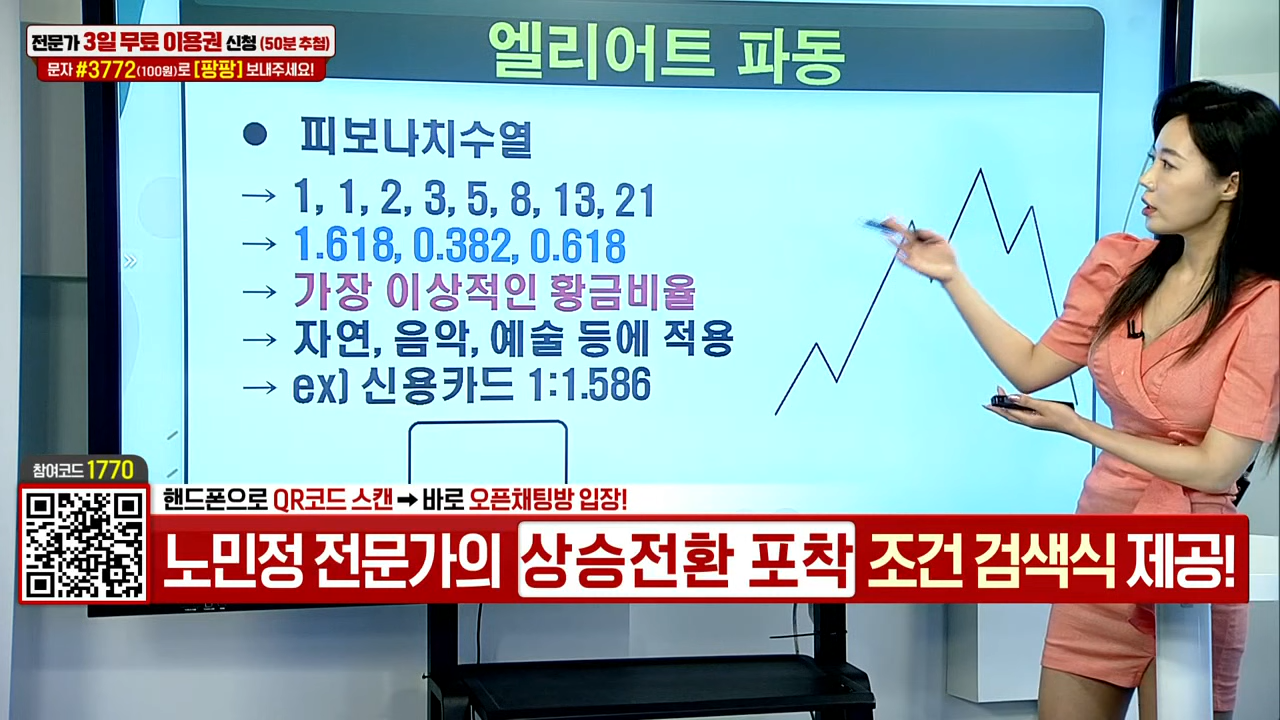 전문가 3일 무료 이용권 신청 (50분 추첨)
문자 #3772(100원)로 [팡팡] 보내주세요!
엘리어트 파동
● 피보나치수열
→ 1, 1, 2, 3, 5, 8, 13, 21
→ 1.618, 0.382, 0.618
→ 가장 이상적인 황금비율
→ 자연, 음악, 예술 등에 적용
→ ex) 신용카드 1:1.586
참여코드 1770
핸드폰으로 QR코드 스캔 → 바로 오픈채팅방 입장!
노민정 전문가의 상승전환 포착 조건 검색식 제공!